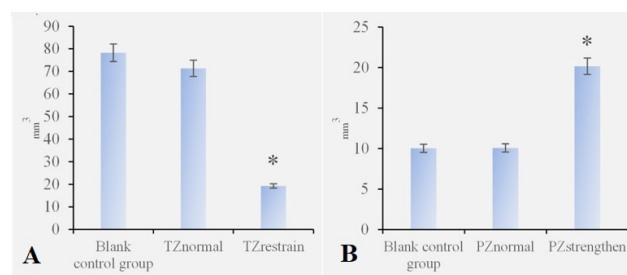 90
80
70
60
50
40
30
20
10
0
mm3
*
Blank control group
TZnormal
TZrestrain
A
25
20
15
10
5
0
mm3
*
Blank control group
PZnormal
PZstrengthen
B